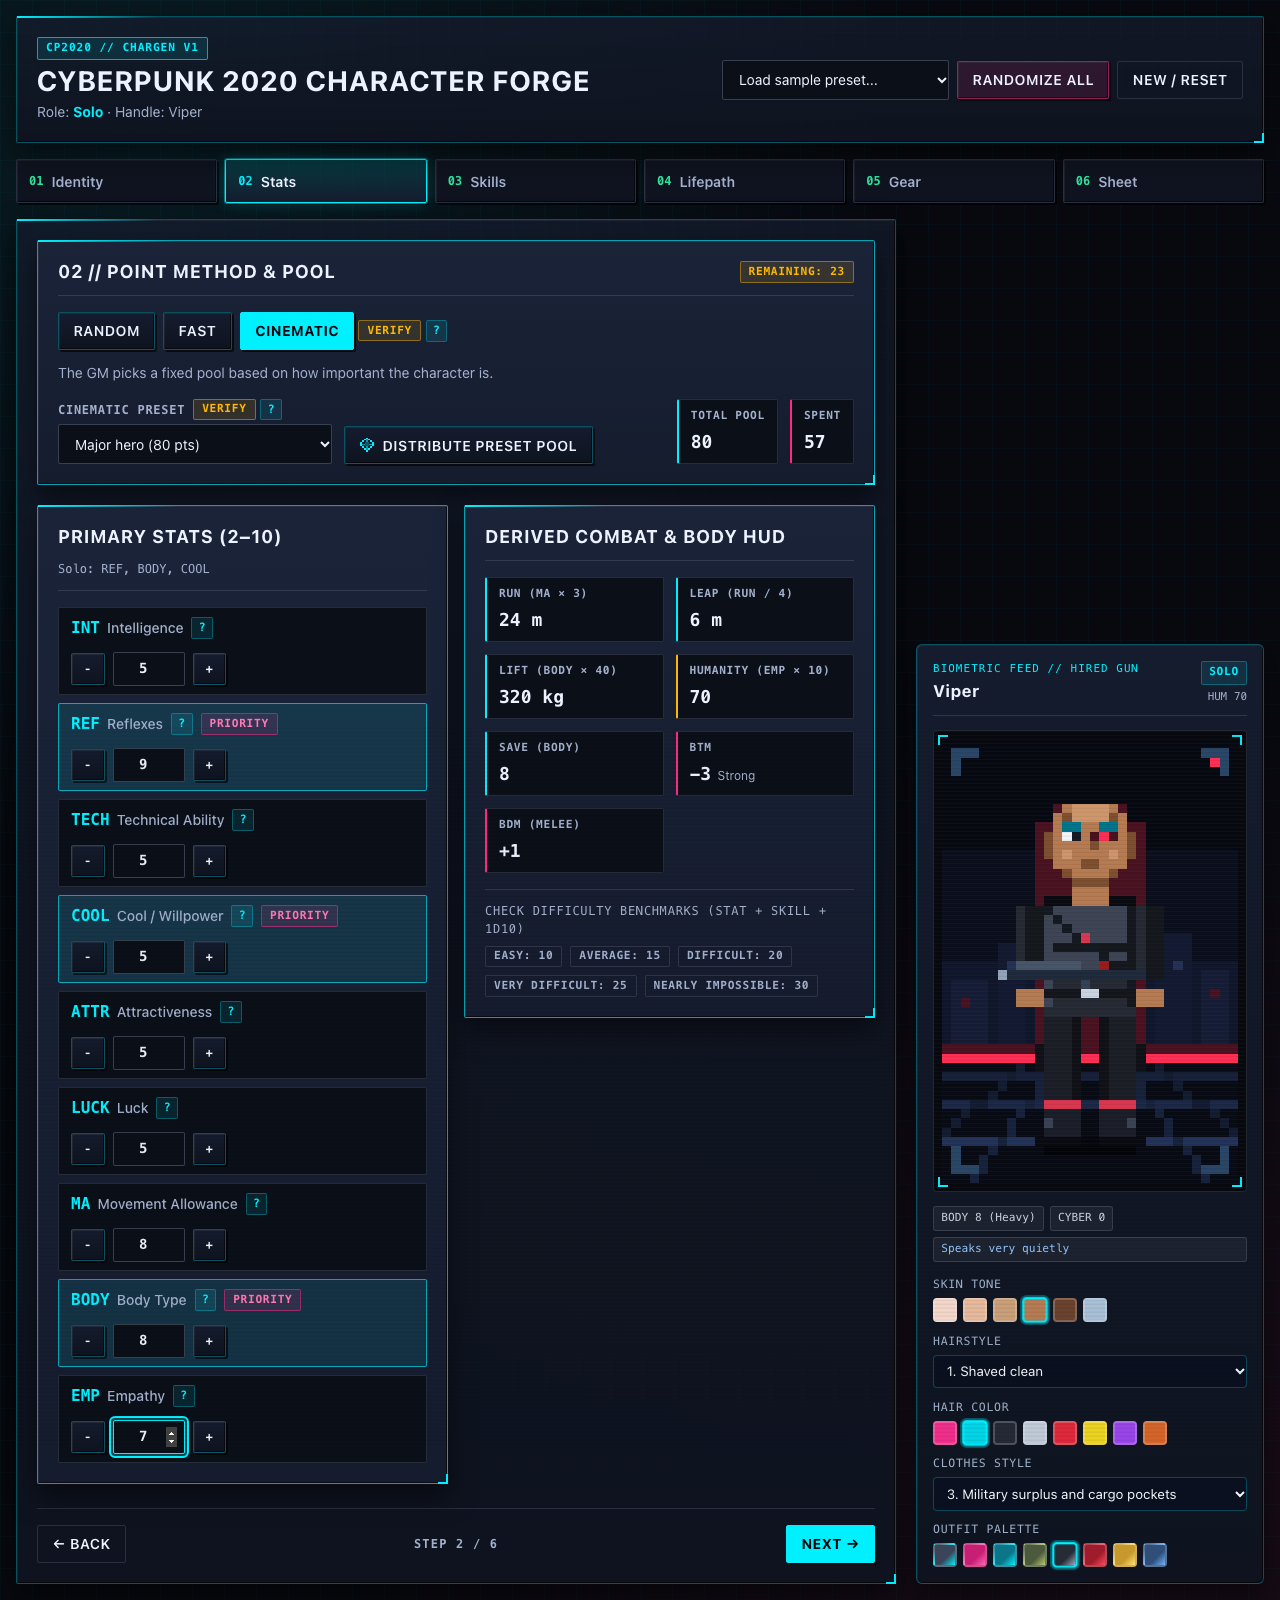 CP2020 // CHARGEN V1
CYBERPUNK 2020 CHARACTER FORGE
Role: Solo · Handle: Viper
Load sample preset...
RANDOMIZE ALL
NEW / RESET
01 Identity
02 Stats
03 Skills
04 Lifepath
05 Gear
06 Sheet
02 // POINT METHOD & POOL
REMAINING: 23
RANDOM
FAST
CINEMATIC
VERIFY
?
The GM picks a fixed pool based on how important the character is.
CINEMATIC PRESET VERIFY ?
Major hero (80 pts)
DISTRIBUTE PRESET POOL
TOTAL POOL
80
SPENT
57
PRIMARY STATS (2–10)
Solo: REF, BODY, COOL
INT Intelligence ?
- 5 +
REF Reflexes ? PRIORITY
- 9 +
TECH Technical Ability ?
- 5 +
COOL Cool / Willpower ? PRIORITY
- 5 +
ATTR Attractiveness ?
- 5 +
LUCK Luck ?
- 5 +
MA Movement Allowance ?
- 8 +
BODY Body Type ? PRIORITY
- 8 +
EMP Empathy ?
- 7 +
DERIVED COMBAT & BODY HUD
RUN (MA × 3)
24 m
LEAP (RUN / 4)
6 m
LIFT (BODY × 40)
320 kg
HUMANITY (EMP × 10)
70
SAVE (BODY)
8
BTM
−3 Strong
BDM (MELEE)
+1
CHECK DIFFICULTY BENCHMARKS (STAT + SKILL +
1D10)
EASY: 10
AVERAGE: 15
DIFFICULT: 20
VERY DIFFICULT: 25
NEARLY IMPOSSIBLE: 30
← BACK
STEP 2 / 6
NEXT →
BIOMETRIC FEED // HIRED GUN
Viper
SOLO
HUM 70
BODY 8 (Heavy)
CYBER 0
Speaks very quietly
SKIN TONE
HAIRSTYLE
1. Shaved clean
HAIR COLOR
CLOTHES STYLE
3. Military surplus and cargo pockets
OUTFIT PALETTE